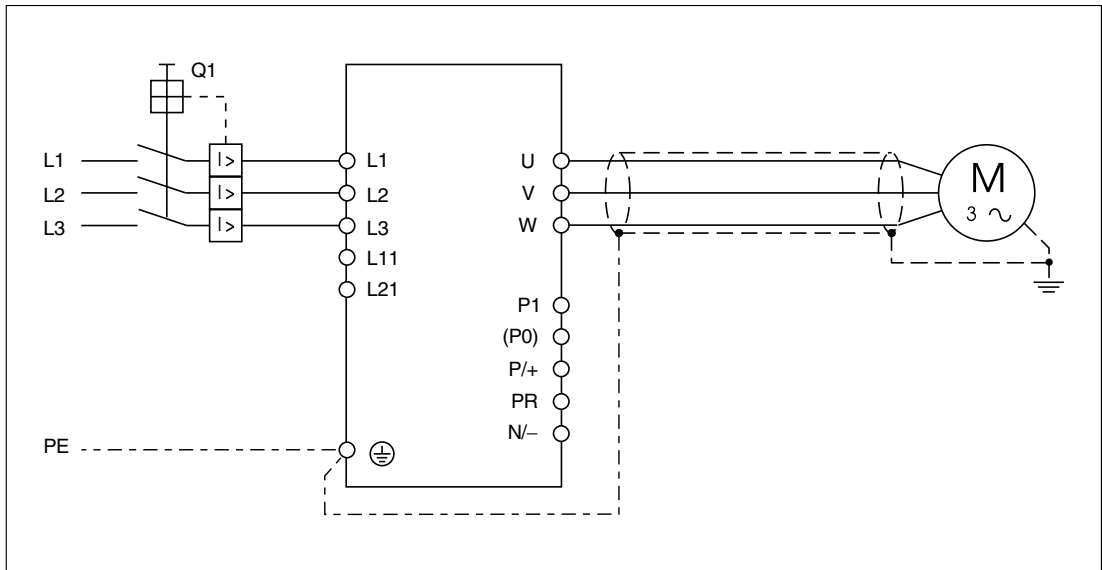 Q1
I>
I>
I>
L1
L2
L3
L1
L2
L3
L11
L21
U
V
W
P1
(P0)
P/+
PR
N/−
M
3 ∿
PE